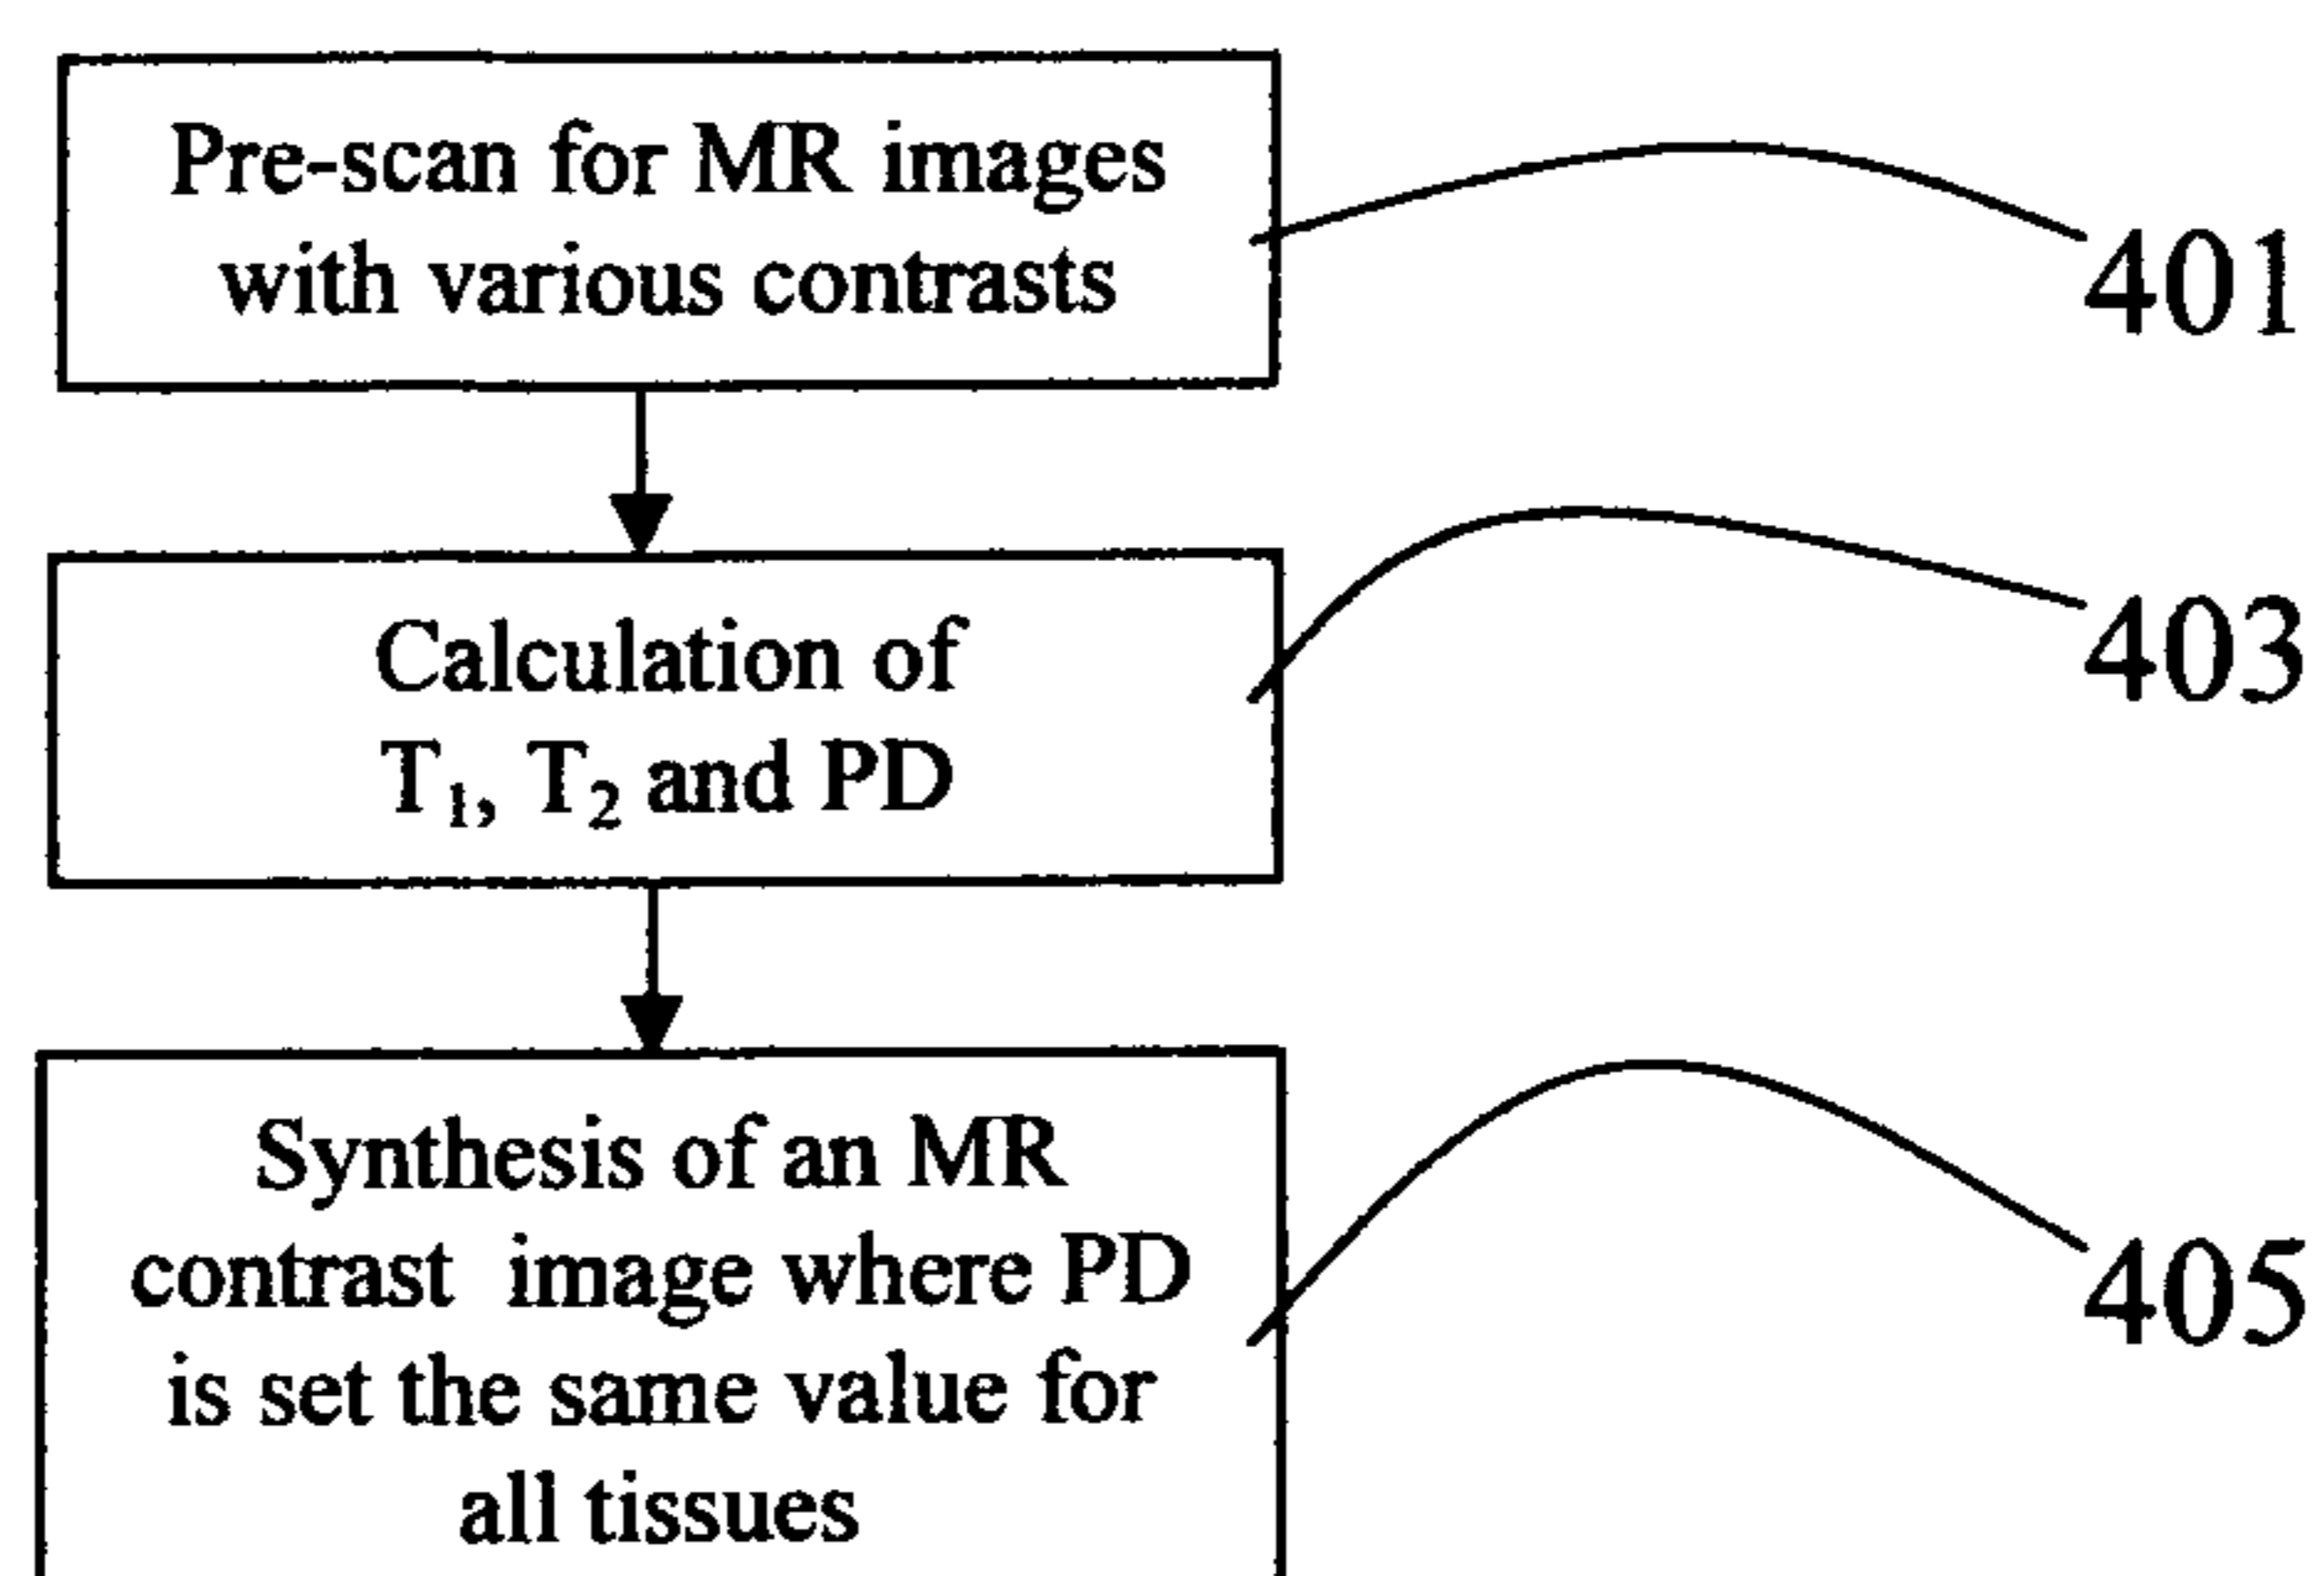 Pre-scan for MR images
with various contrasts
401
Calculation of
T₁, T₂ and PD
403
Synthesis of an MR
contrast image where PD
is set the same value for
all tissues
405